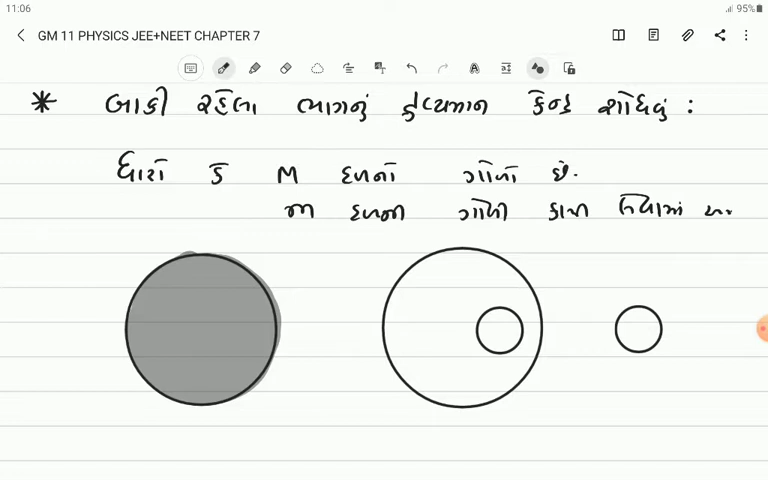 11:06
95%
GM 11 PHYSICS JEE+NEET CHAPTER 7
* બાકી રહેલા ભાગનું દ્રવ્યમાન કેન્દ્ર શોધવું :
ધારો કે M દળનો ગોળો છે.
m દળની ગોળી